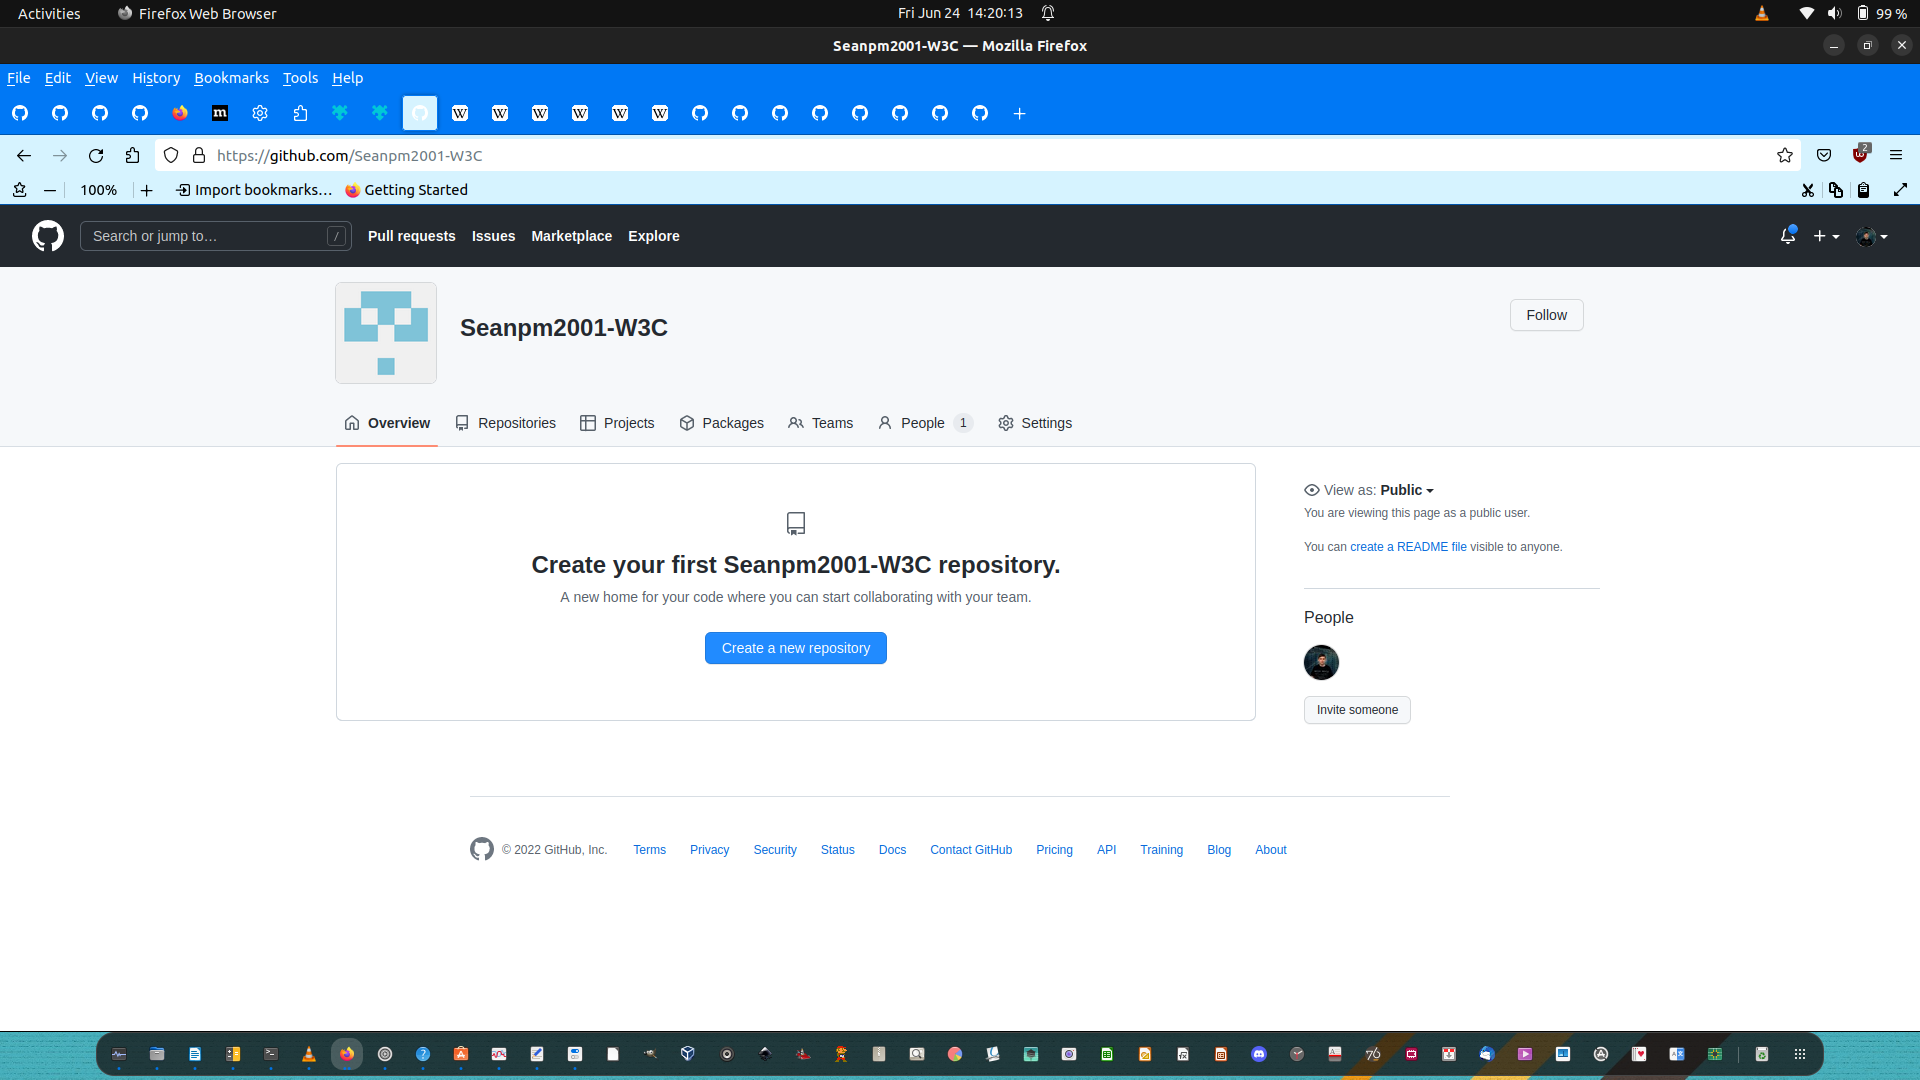 Activities Firefox Web Browser Fri Jun 24 14:20:13 99 %
Seanpm2001-W3C — Mozilla Firefox
File Edit View History Bookmarks Tools Help
m W W W W W W
https://github.com/Seanpm2001-W3C 2
100% Import bookmarks… Getting Started
Search or jump to… / Pull requests Issues Marketplace Explore
Seanpm2001-W3C
Follow
Overview Repositories Projects Packages Teams People 1 Settings
View as: Public
You are viewing this page as a public user.
You can create a README file visible to anyone.
Create your first Seanpm2001-W3C repository.
A new home for your code where you can start collaborating with your team.
Create a new repository
People
Invite someone
© 2022 GitHub, Inc. Terms Privacy Security Status Docs Contact GitHub Pricing API Training Blog About
76